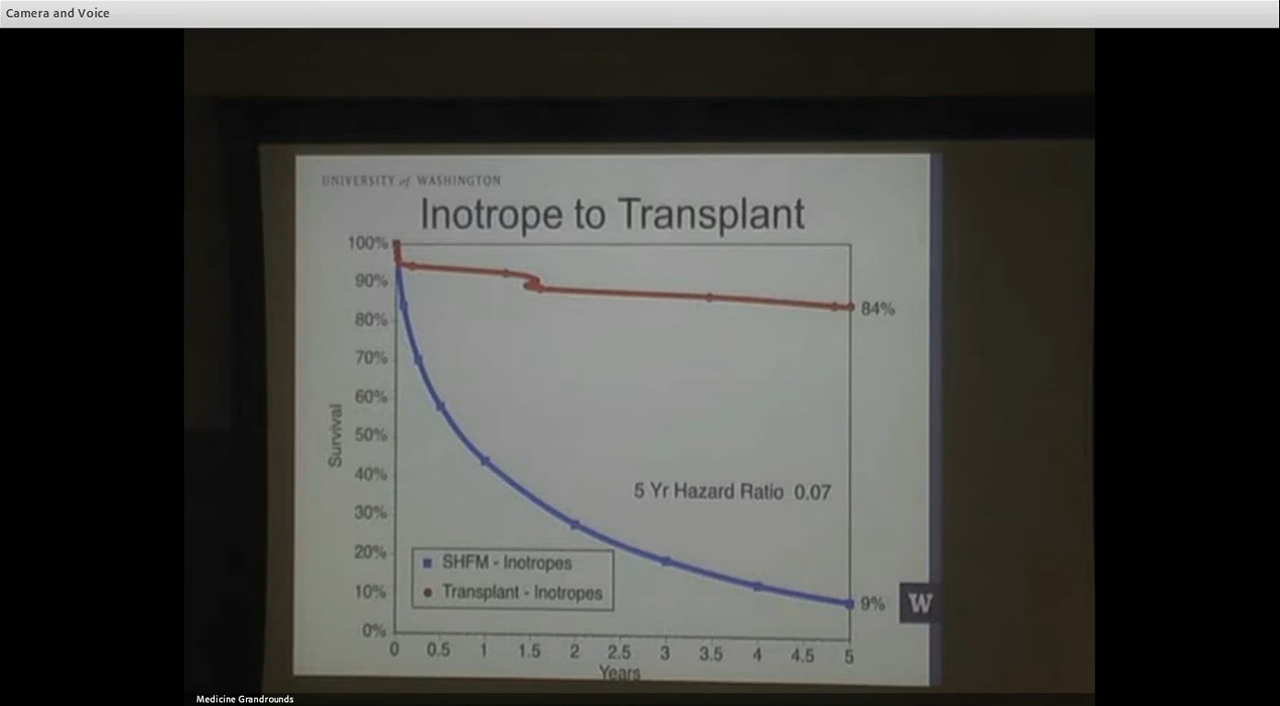 Camera and Voice
UNIVERSITY of WASHINGTON
Inotrope to Transplant
100%
90%
80%
70%
60%
50%
40%
30%
20%
10%
0%
Survival
84%
5 Yr Hazard Ratio 0.07
SHFM - Inotropes
Transplant - Inotropes
9%
W
0 0.5 1 1.5 2 2.5 3 3.5 4 4.5 5
Years
Medicine Grandrounds